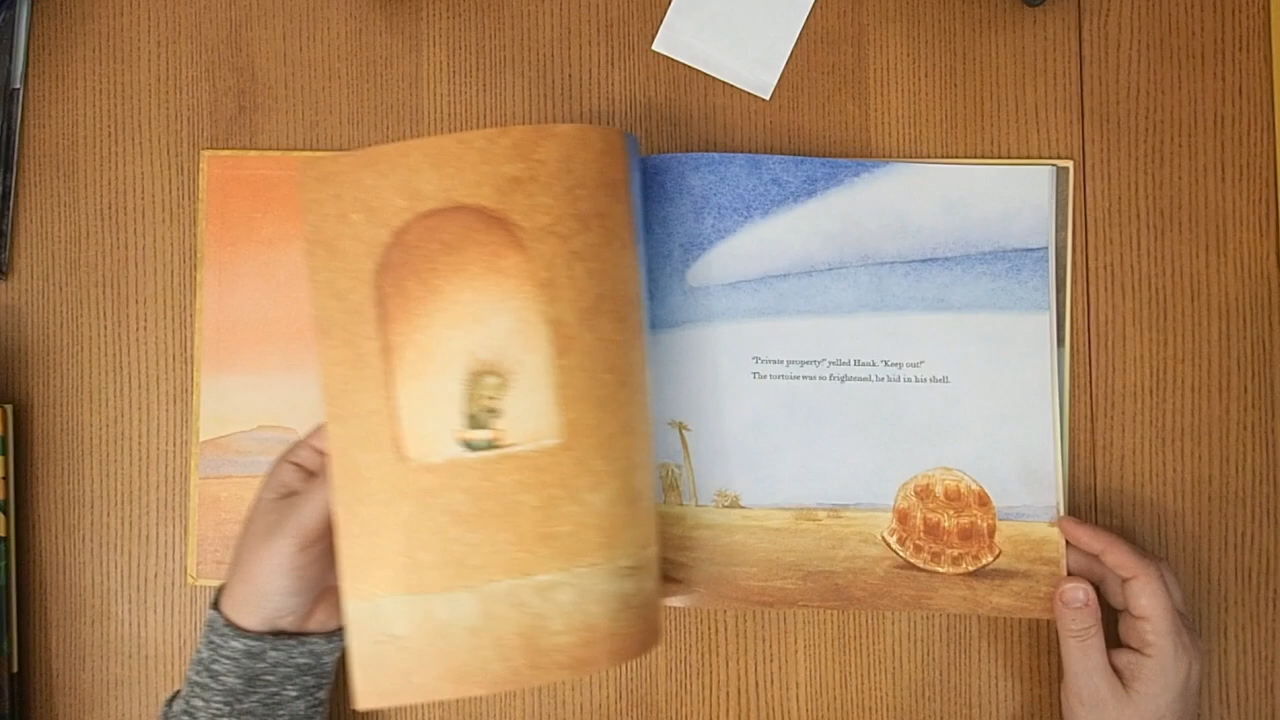 "Private property!" yelled Hank. "Keep out!"
The tortoise was so frightened, he hid in his shell.